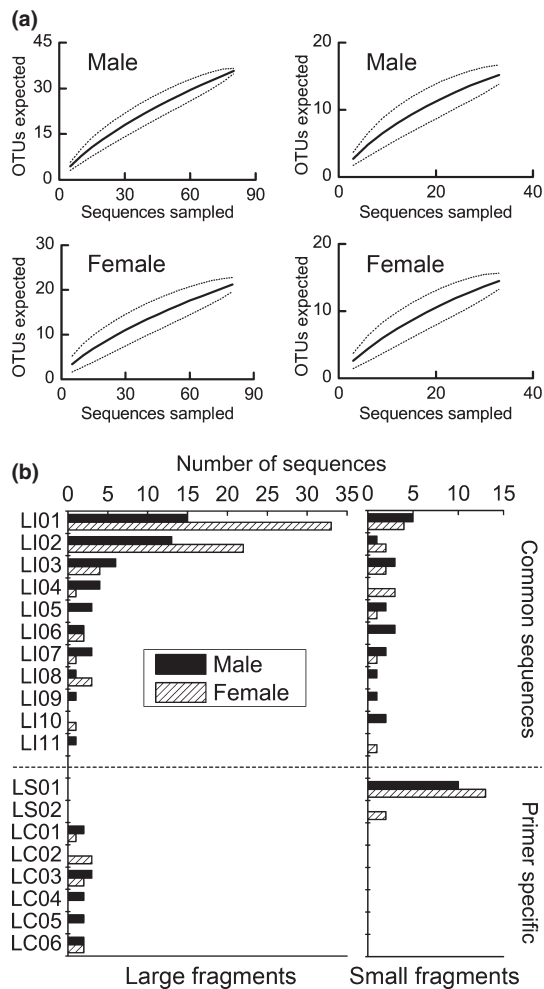 (a)
45
30
15
0
OTUs expected
Male
0 30 60 90
Sequences sampled
20
10
0
OTUs expected
Male
0 20 40
Sequences sampled
30
20
10
0
OTUs expected
Female
0 30 60 90
Sequences sampled
20
10
0
OTUs expected
Female
0 20 40
Sequences sampled
(b)
Number of sequences
0 5 10 15 20 25 30 35
0 5 10 15
LI01
LI02
LI03
LI04
LI05
LI06
LI07
LI08
LI09
LI10
LI11
LS01
LS02
LC01
LC02
LC03
LC04
LC05
LC06
Male
Female
Common sequences
Primer specific
Large fragments
Small fragments